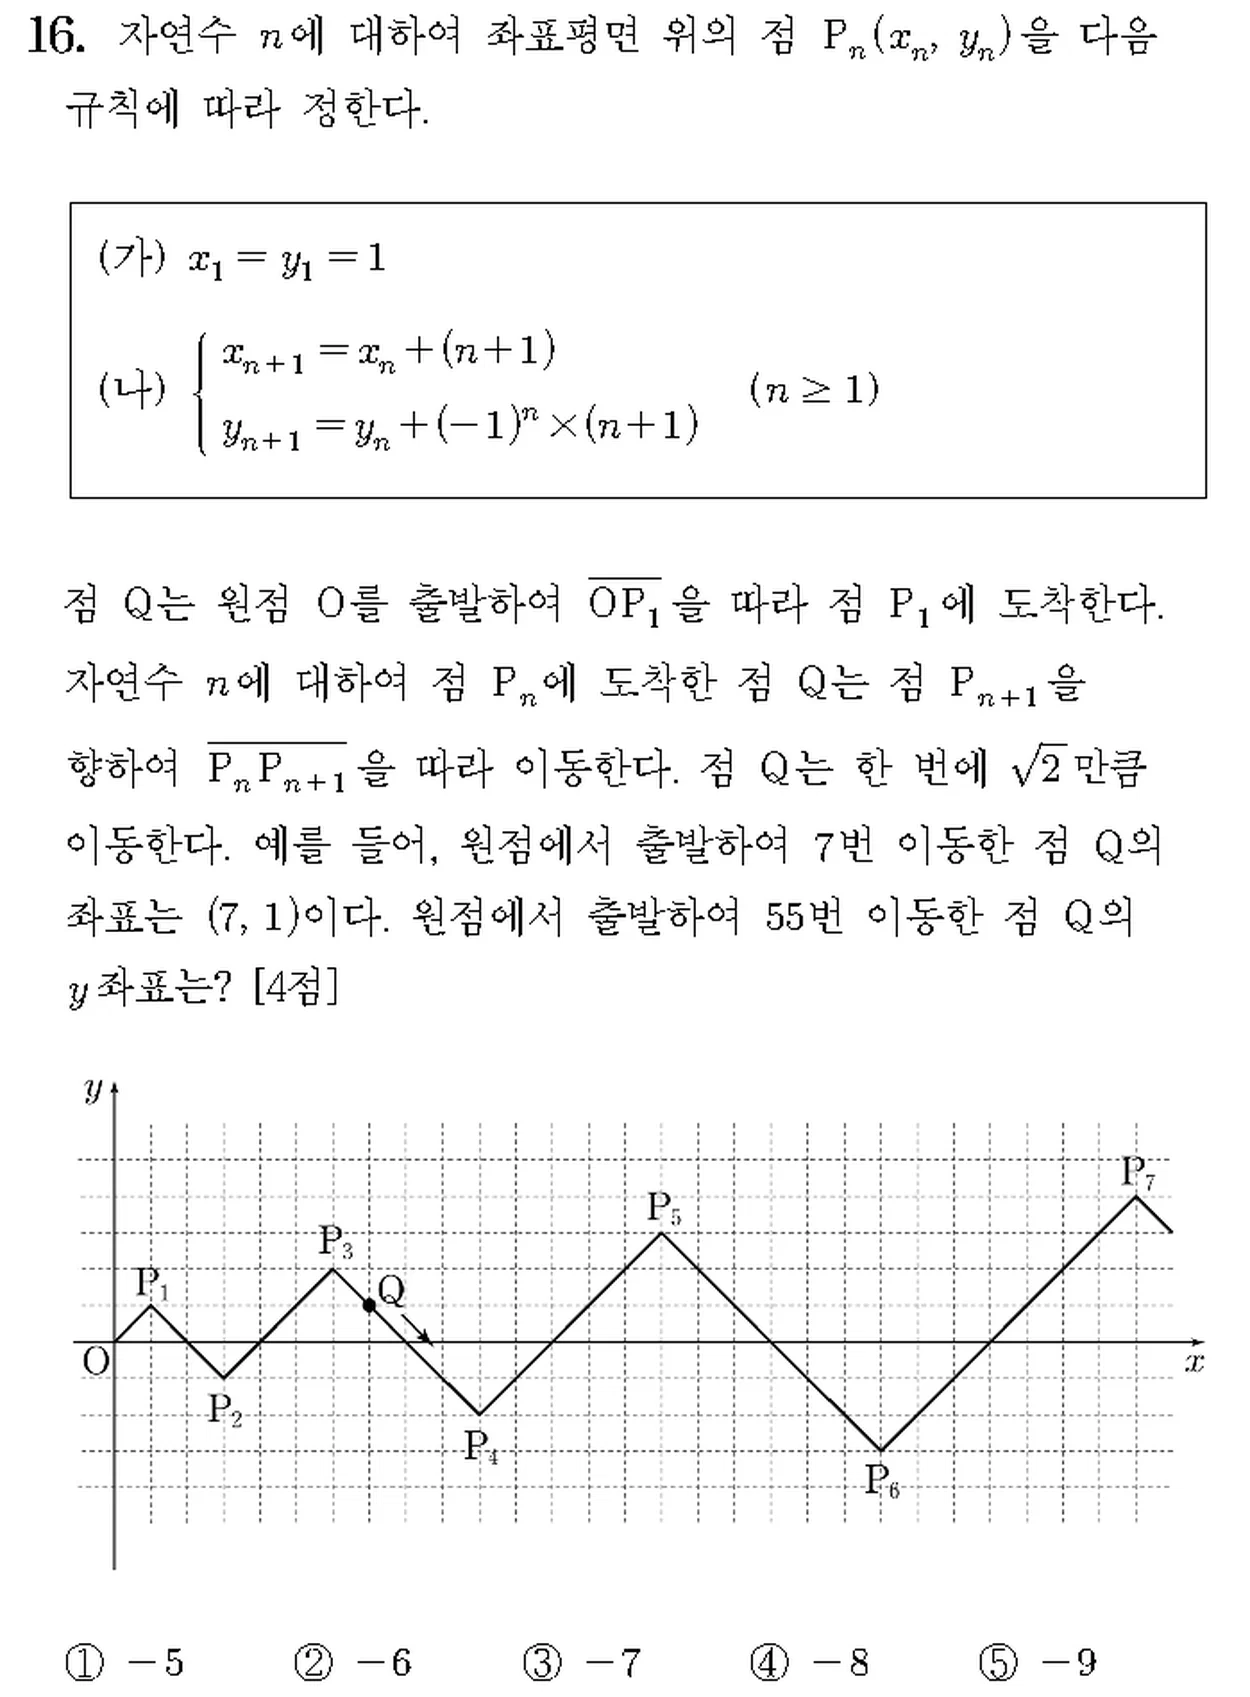 16. 자연수 n에 대하여 좌표평면 위의 점 Pₙ(xₙ, yₙ)을 다음
규칙에 따라 정한다.
(가) x₁ = y₁ = 1
(나) { xₙ₊₁ = xₙ + (n+1)
yₙ₊₁ = yₙ + (−1)ⁿ × (n+1) (n ≥ 1)
점 Q는 원점 O를 출발하여 \overline{OP₁}을 따라 점 P₁에 도착한다.
자연수 n에 대하여 점 Pₙ에 도착한 점 Q는 점 Pₙ₊₁을
향하여 \overline{PₙPₙ₊₁}을 따라 이동한다. 점 Q는 한 번에 √2만큼
이동한다. 예를 들어, 원점에서 출발하여 7번 이동한 점 Q의
좌표는 (7, 1)이다. 원점에서 출발하여 55번 이동한 점 Q의
y좌표는? [4점]
y
P₇
P₅
P₃
P₁
Q
O
x
P₂
P₄
P₆
① −5 ② −6 ③ −7 ④ −8 ⑤ −9